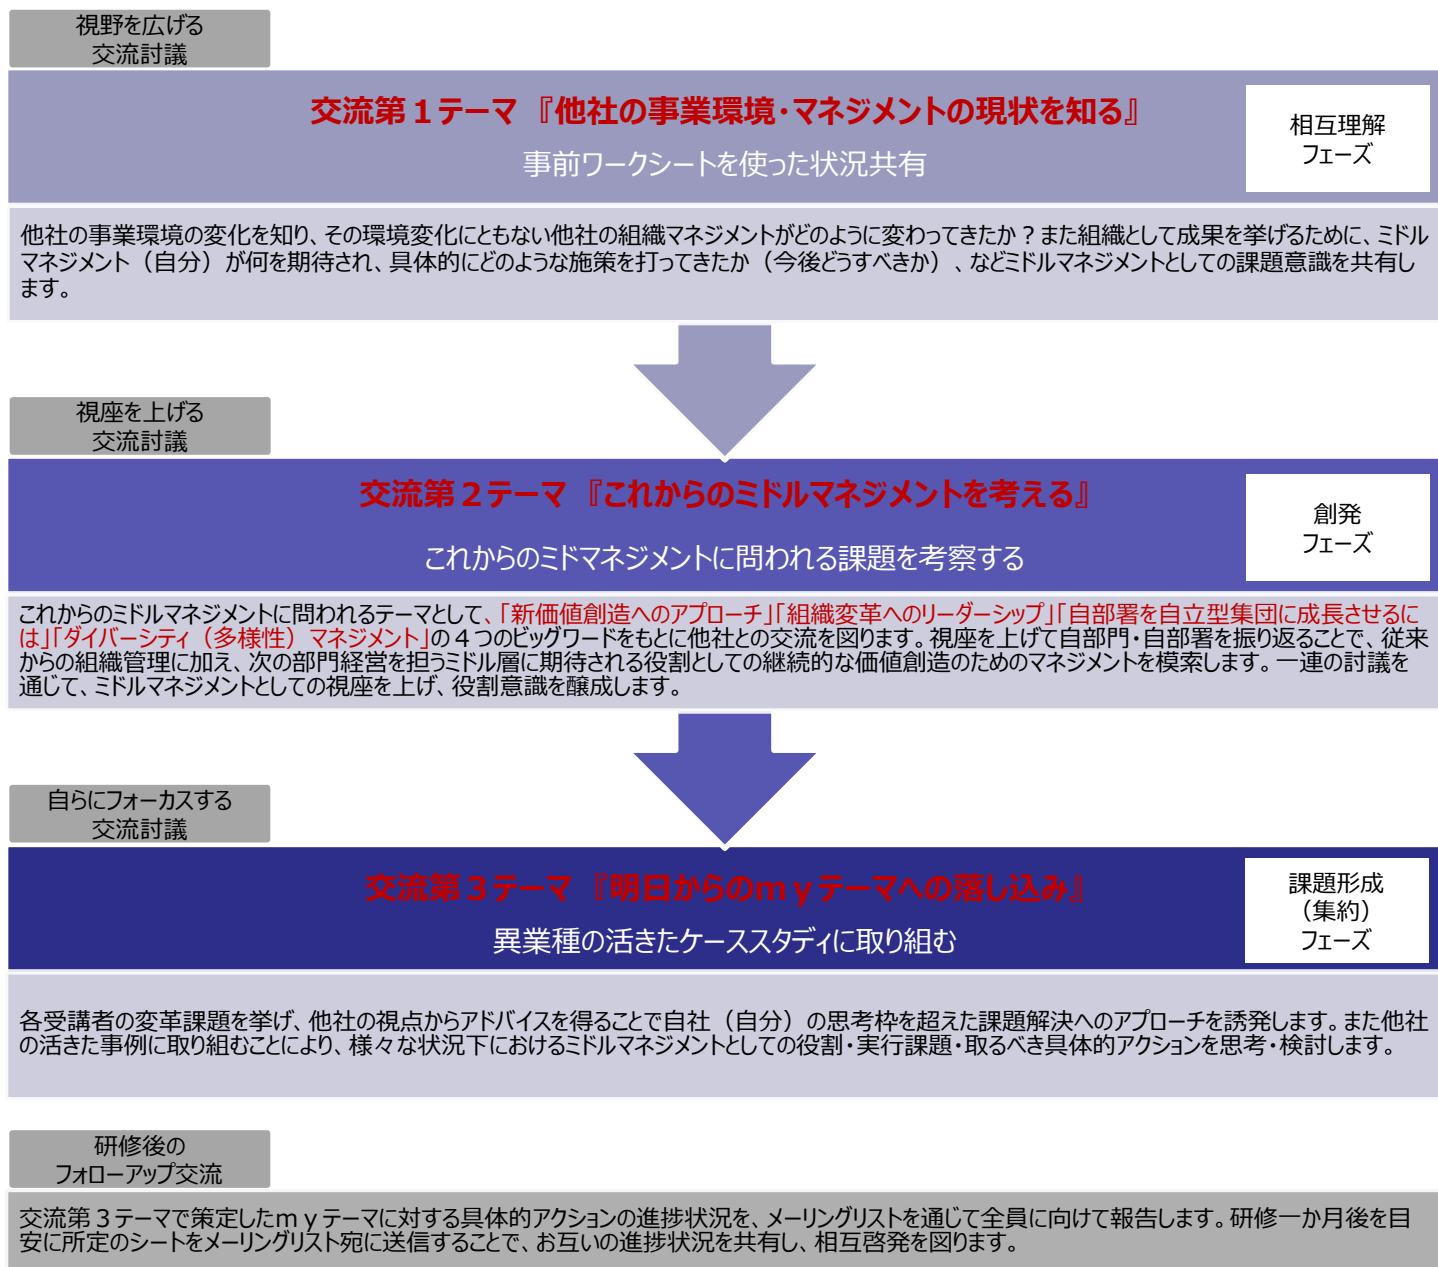 視野を広げる
交流討議
交流第１テーマ『他社の事業環境・マネジメントの現状を知る』
事前ワークシートを使った状況共有
相互理解
フェーズ
他社の事業環境の変化を知り、その環境変化にともない他社の組織マネジメントがどのように変わってきたか？また組織として成果を挙げるために、ミドル
マネジメント（自分）が何を期待され、具体的にどのような施策を打ってきたか（今後どうすべきか）、などミドルマネジメントとしての課題意識を共有し
ます。
視座を上げる
交流討議
交流第２テーマ『これからのミドルマネジメントを考える』
これからのミドマネジメントに問われる課題を考察する
創発
フェーズ
これからのミドルマネジメントに問われるテーマとして、「新価値創造へのアプローチ」「組織変革へのリーダーシップ」「自部署を自立型集団に成長させるに
は」「ダイバーシティ（多様性）マネジメント」の４つのビッグワードをもとに他社との交流を図ります。視座を上げて自部門・自部署を振り返ることで、従来
からの組織管理に加え、次の部門経営を担うミドル層に期待される役割としての継続的な価値創造のためのマネジメントを模索します。一連の討議を
通じて、ミドルマネジメントとしての視座を上げ、役割意識を醸成します。
自らにフォーカスする
交流討議
交流第３テーマ『明日からのｍｙテーマへの落し込み』
異業種の活きたケーススタディに取り組む
課題形成
（集約）
フェーズ
各受講者の変革課題を挙げ、他社の視点からアドバイスを得ることで自社（自分）の思考枠を超えた課題解決へのアプローチを誘発します。また他社
の活きた事例に取り組むことにより、様々な状況下におけるミドルマネジメントとしての役割・実行課題・取るべき具体的アクションを思考・検討します。
研修後の
フォローアップ交流
交流第３テーマで策定したｍｙテーマに対する具体的アクションの進捗状況を、メーリングリストを通じて全員に向けて報告します。研修一か月後を目
安に所定のシートをメーリングリスト宛に送信することで、お互いの進捗状況を共有し、相互啓発を図ります。